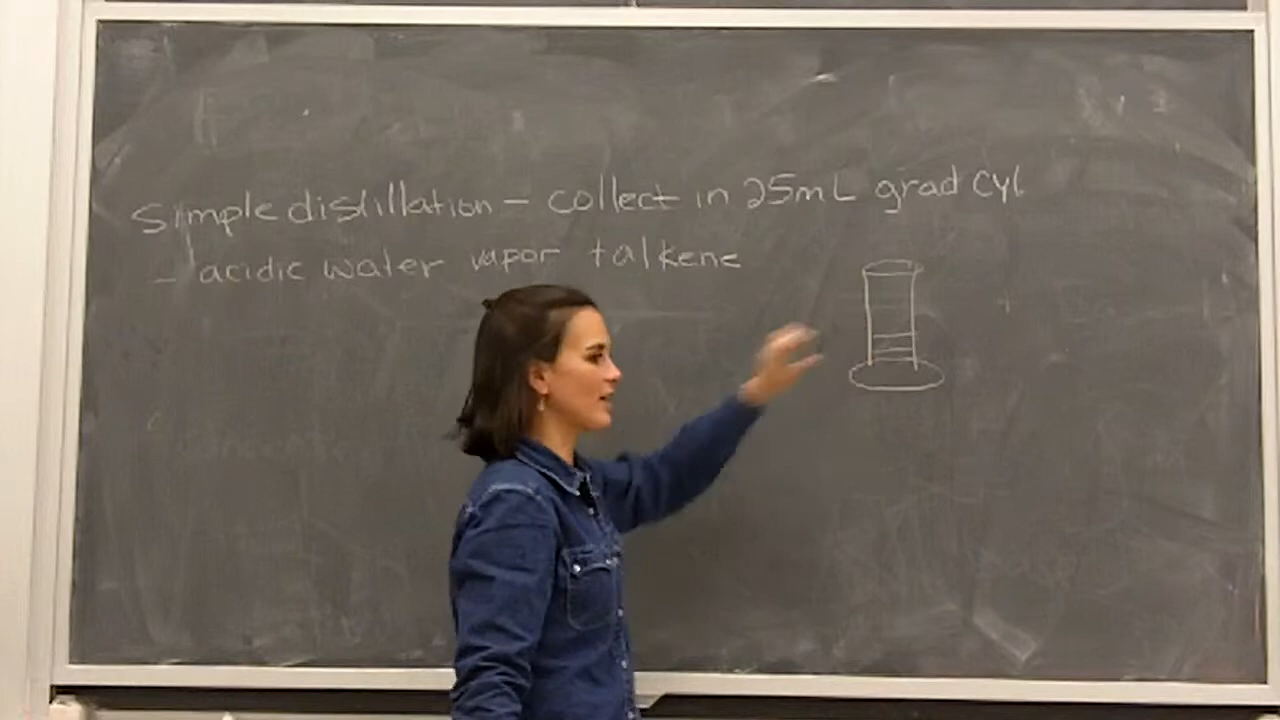 Simple distillation - collect in 25mL grad cyl
- acidic water vapor + alkene